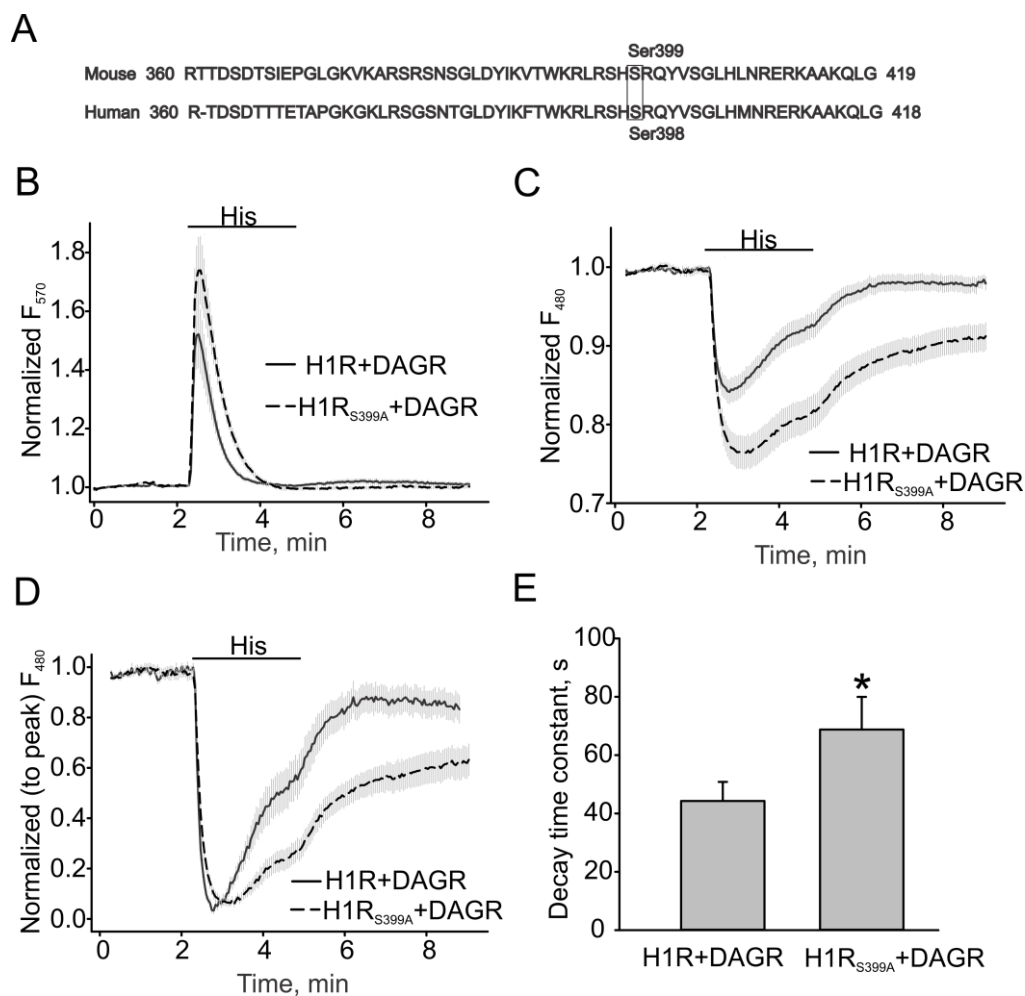 A
Ser399
Mouse 360 RTTDSDTSIEPGLGKVKARSRSNSGLDYIKVTWKRLRSHSRQYVSGLHLNRERKAAKQLG 419
Human 360 R-TDSDTTTETAPGKGKLRSGSNTGLDYIKFTWKRLRSHSRQYVSGLHMNRERKAAKQLG 418
Ser398
B
His
Normalized F570
1.8
1.6
1.4
1.2
1.0
H1R+DAGR
H1RS399A+DAGR
0 2 4 6 8
Time, min
C
His
Normalized F480
1.0
0.9
0.8
0.7
H1R+DAGR
H1RS399A+DAGR
0 2 4 6 8
Time, min
D
His
Normalized (to peak) F480
1.0
0.8
0.6
0.4
0.2
0.0
H1R+DAGR
H1RS399A+DAGR
0 2 4 6 8
Time, min
E
Decay time constant, s
100
80
60
40
20
0
*
H1R+DAGR H1RS399A+DAGR